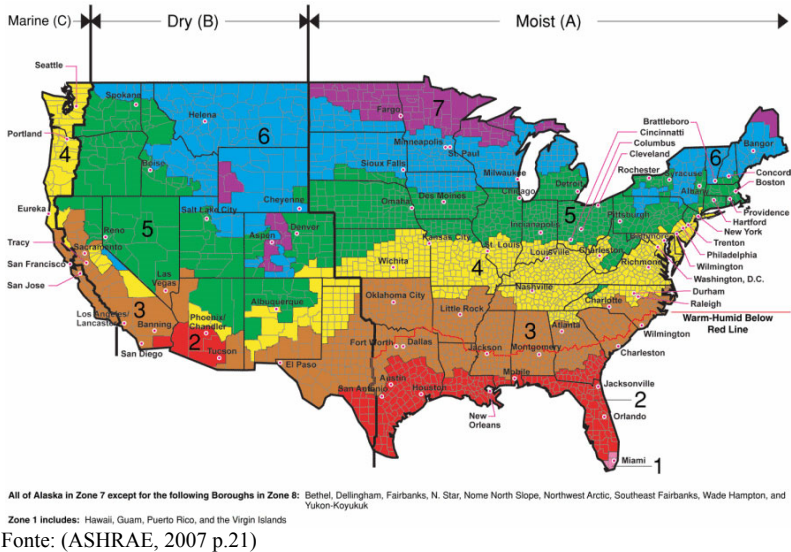 Marine (C)
Dry (B)
Moist (A)
Seattle
Spokane
Helena
Fargo
7
Portland
4
6
Minneapolis
St. Paul
Brattleboro
Cincinnati
Columbus
Cleveland
6
Bangor
Boise
Sioux Falls
Milwaukee
Rochester
Syracuse
Concord
Albany
Boston
Eureka
Salt Lake City
Cheyenne
Omaha
Des Moines
Chicago
Detroit
Providence
Hartford
Reno
5
Aspen
Denver
Indianapolis
5
Pittsburgh
New York
Trenton
Tracy
Sacramento
Kansas City
St. Louis
Louisville
Charleston
Baltimore
Philadelphia
Wilmington
San Francisco
San Jose
Las
Vegas
Wichita
4
Richmond
Washington, D.C.
Durham
Raleigh
Albuquerque
Nashville
Los Angeles/
Lancaster
3
Banning
Phoenix/
Chandler
Oklahoma City
Little Rock
Charlotte
Warm-Humid Below
Red Line
San Diego
2
Tucson
El Paso
Fort Worth
Dallas
Jackson
Montgomery
3
Atlanta
Wilmington
Charleston
San Antonio
Austin
Houston
Mobile
Jacksonville
New
Orleans
2
Orlando
Miami
1
All of Alaska in Zone 7 except for the following Boroughs in Zone 8: Bethel, Dellingham, Fairbanks, N. Star, Nome North Slope, Northwest Arctic, Southeast Fairbanks, Wade Hampton, and
Yukon-Koyukuk
Zone 1 includes: Hawaii, Guam, Puerto Rico, and the Virgin Islands
Fonte: (ASHRAE, 2007 p.21)